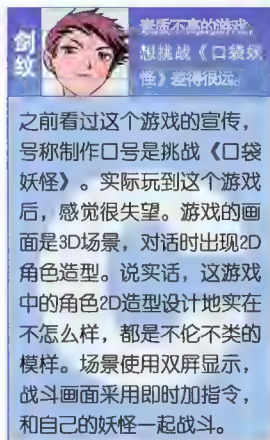 剑纹
素质不高的游戏，
想挑战《口袋妖
怪》差得很远。
之前看过这个游戏的宣传，
号称制作口号是挑战《口袋
妖怪》。实际玩到这个游戏
后，感觉很失望。游戏的画
面是3D场景，对话时出现2D
角色造型。说实话，这游戏
中的角色2D造型设计地实在
不怎么样，都是不伦不类的
模样。场景使用双屏显示，
战斗画面采用即时加指令，
和自己的妖怪一起战斗。